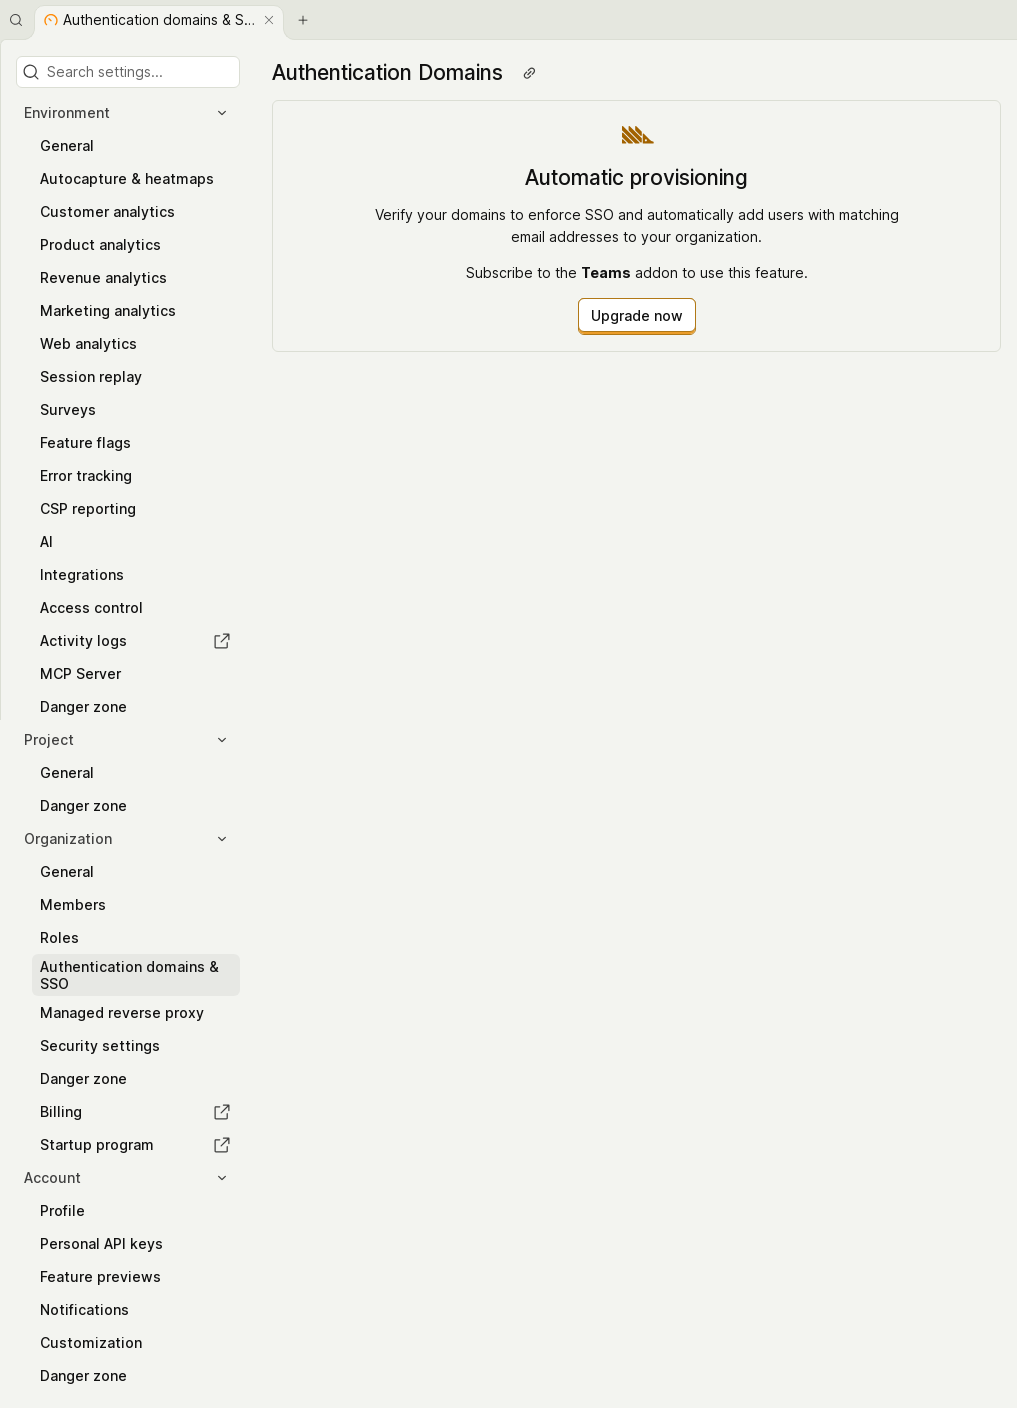 Authentication domains & S...
Search settings...
Environment
General
Autocapture & heatmaps
Customer analytics
Product analytics
Revenue analytics
Marketing analytics
Web analytics
Session replay
Surveys
Feature flags
Error tracking
CSP reporting
AI
Integrations
Access control
Activity logs
MCP Server
Danger zone
Project
General
Danger zone
Organization
General
Members
Roles
Authentication domains &
SSO
Managed reverse proxy
Security settings
Danger zone
Billing
Startup program
Account
Profile
Personal API keys
Feature previews
Notifications
Customization
Danger zone
Authentication Domains
Automatic provisioning
Verify your domains to enforce SSO and automatically add users with matching
email addresses to your organization.
Subscribe to the Teams addon to use this feature.
Upgrade now